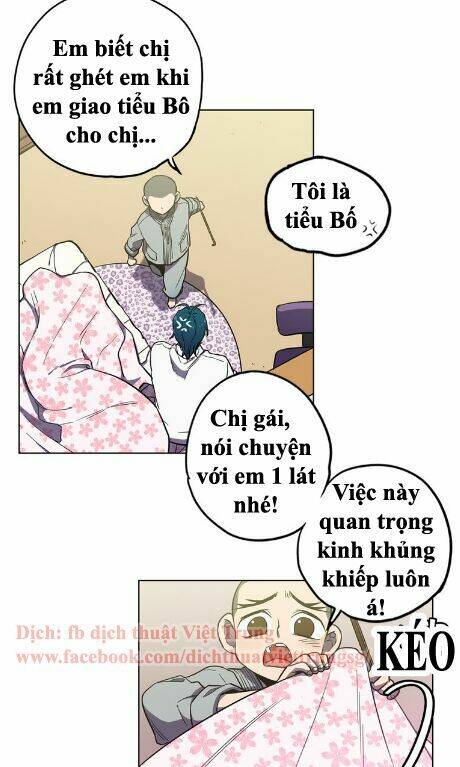 Em biết chị
rất ghét em khi
em giao tiểu Bô
cho chị...
Tôi là
tiểu Bố
Chị gái,
nói chuyện
với em 1 lát
nhé!
Việc này
quan trọng
kinh khủng
khiếp luôn
á!
KÉO
Dịch: fb dịch thuật Việt Trung
www.facebook.com/dichthuatviettrungsg